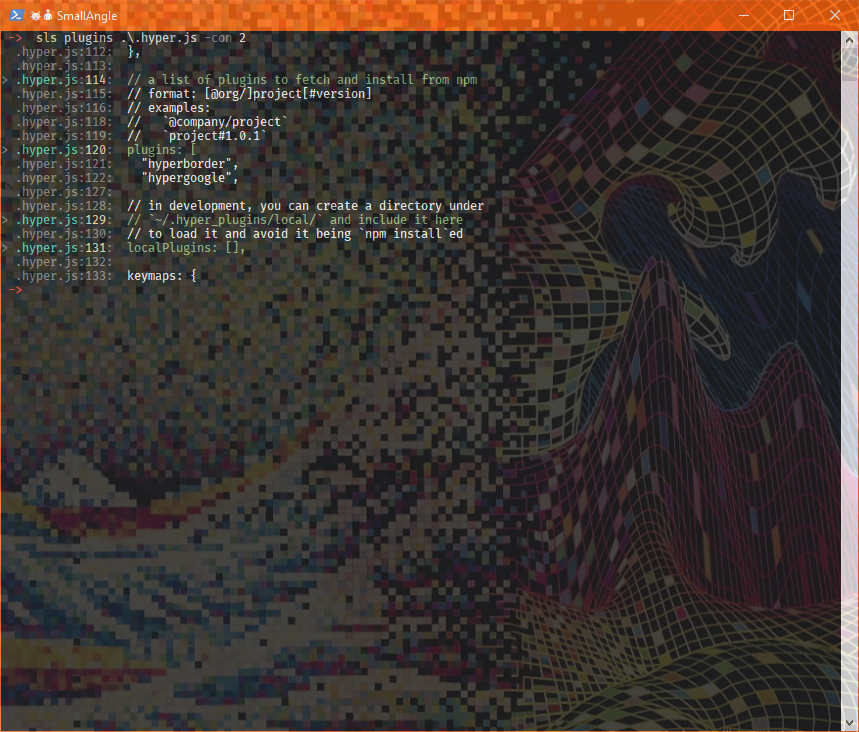 SmallAngle
-> sls plugins .\.hyper.js -con 2
.hyper.js:112: },
.hyper.js:113:
> .hyper.js:114: // a list of plugins to fetch and install from npm
.hyper.js:115: // format: [@org/]project[#version]
.hyper.js:116: // examples:
.hyper.js:118: //   `@company/project`
.hyper.js:119: //   `project#1.0.1`
> .hyper.js:120: plugins: [
.hyper.js:121:   "hyperborder",
.hyper.js:122:   "hypergoogle",
.hyper.js:127:
.hyper.js:128: // in development, you can create a directory under
> .hyper.js:129: // `~/.hyper_plugins/local/` and include it here
.hyper.js:130: // to load it and avoid it being `npm install`ed
> .hyper.js:131: localPlugins: [],
.hyper.js:132:
.hyper.js:133: keymaps: {
->